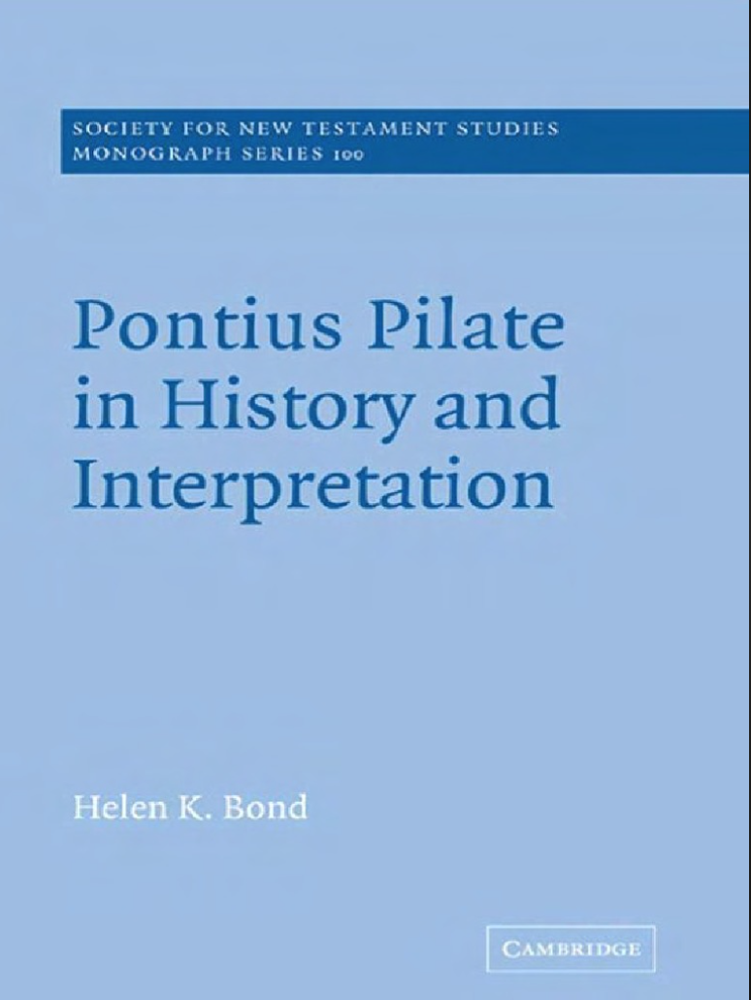 SOCIETY FOR NEW TESTAMENT STUDIES
MONOGRAPH SERIES 100
Pontius Pilate
in History and
Interpretation
Helen K. Bond
CAMBRIDGE